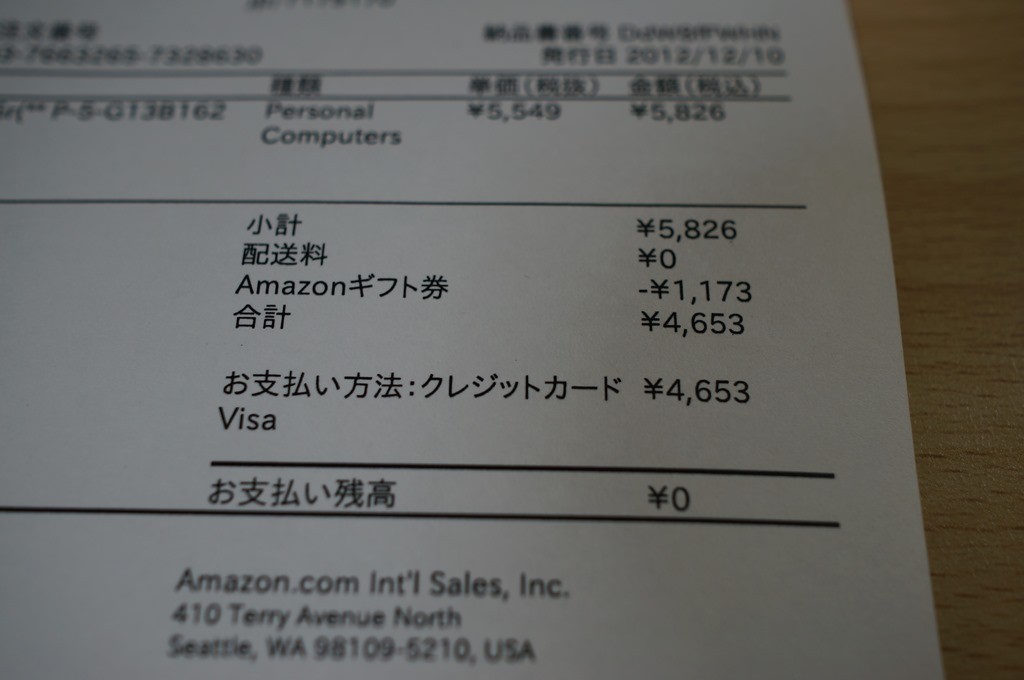 注文番号
納品書番号
3-7663265-7329630
発行日 2012/12/10
種類 単価(税抜) 金額(税込)
P-5-G13B162 Personal ¥5,549 ¥5,826
Computers
小計 ¥5,826
配送料 ¥0
Amazonギフト券 -¥1,173
合計 ¥4,653
お支払い方法:クレジットカード ¥4,653
Visa
お支払い残高 ¥0
Amazon.com Int'l Sales, Inc.
410 Terry Avenue North
Seattle, WA 98109-5210, USA